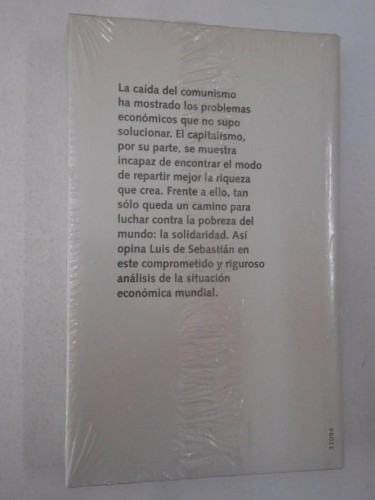 La caída del comunismo
ha mostrado los problemas
económicos que no supo
solucionar. El capitalismo,
por su parte, se muestra
incapaz de encontrar el modo
de repartir mejor la riqueza
que crea. Frente a ello, tan
sólo queda un camino para
luchar contra la pobreza del
mundo: la solidaridad. Así
opina Luis de Sebastián en
este comprometido y riguroso
análisis de la situación
económica mundial.
32094